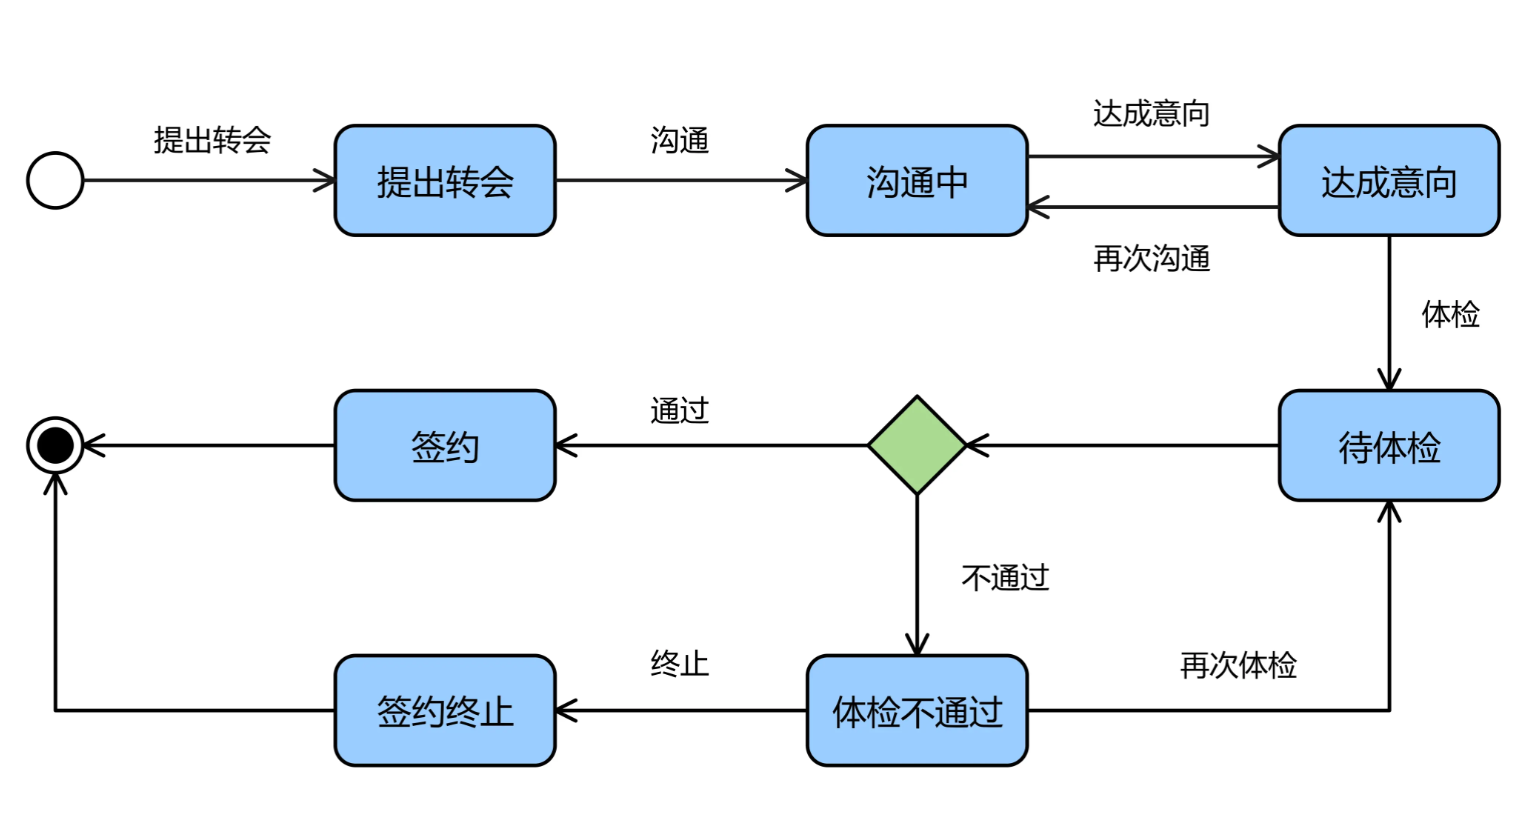 提出转会
提出转会
沟通
沟通中
达成意向
达成意向
再次沟通
体检
签约
通过
待体检
不通过
签约终止
终止
体检不通过
再次体检